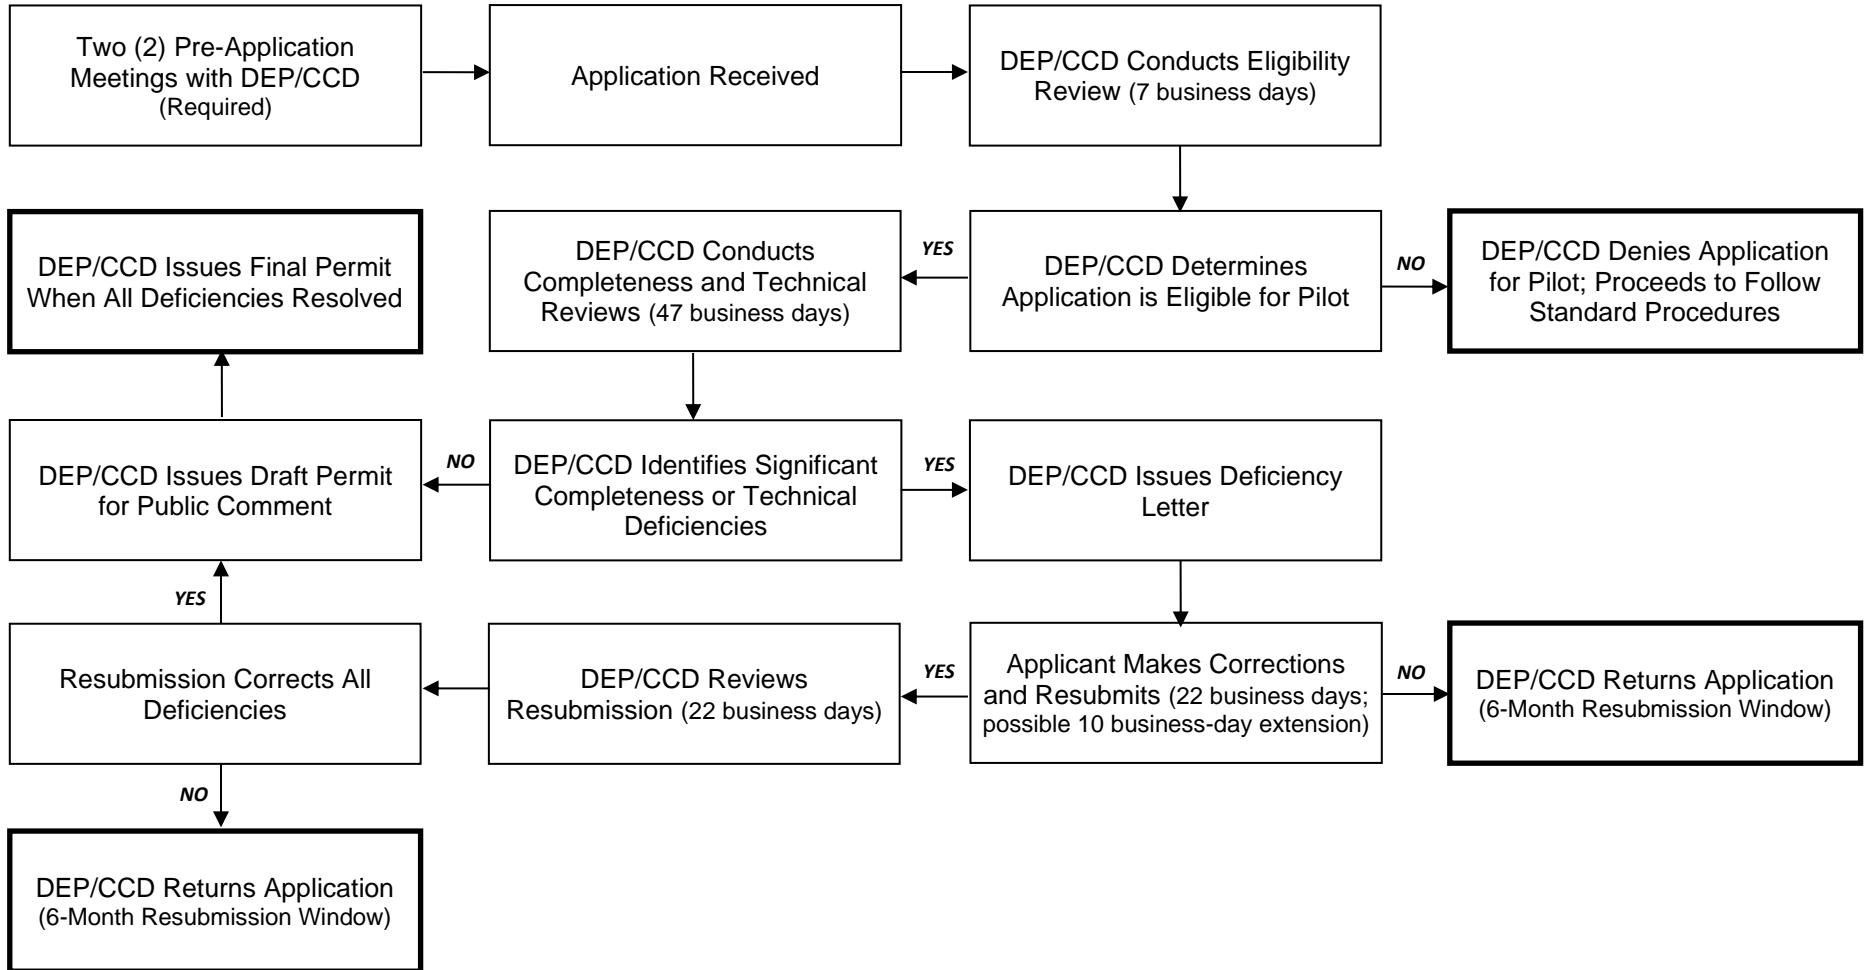 Two (2) Pre-Application
Meetings with DEP/CCD
(Required)
Application Received
DEP/CCD Conducts Eligibility
Review (7 business days)
DEP/CCD Issues Final Permit
When All Deficiencies Resolved
DEP/CCD Conducts
Completeness and Technical
Reviews (47 business days)
YES
DEP/CCD Determines
Application is Eligible for Pilot
NO
DEP/CCD Denies Application
for Pilot; Proceeds to Follow
Standard Procedures
DEP/CCD Issues Draft Permit
for Public Comment
NO
DEP/CCD Identifies Significant
Completeness or Technical
Deficiencies
YES
DEP/CCD Issues Deficiency
Letter
YES
Resubmission Corrects All
Deficiencies
DEP/CCD Reviews
Resubmission (22 business days)
YES
Applicant Makes Corrections
and Resubmits (22 business days;
possible 10 business-day extension)
NO
DEP/CCD Returns Application
(6-Month Resubmission Window)
NO
DEP/CCD Returns Application
(6-Month Resubmission Window)